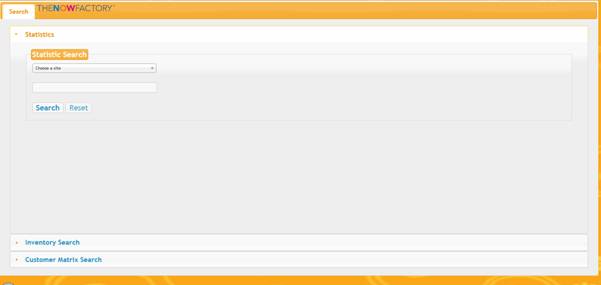 Search THENOWFACTORY
Statistics
Statistic Search
Choose a site
Search Reset
Inventory Search
Customer Matrix Search